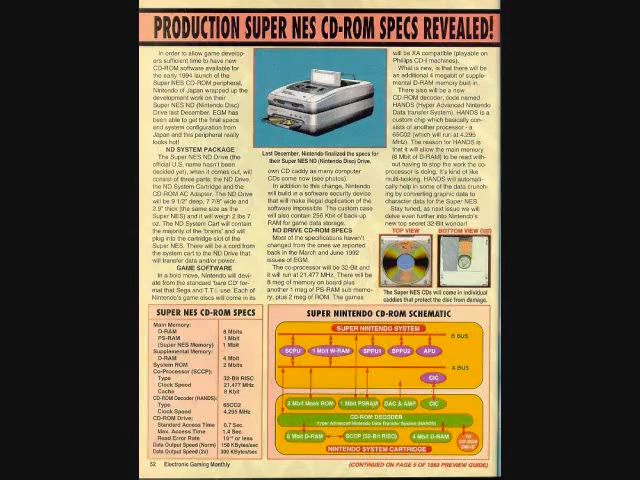 PRODUCTION SUPER NES CD-ROM SPECS REVEALED!
In order to allow game develop-
ers sufficient time to have new
CD-ROM software available for
the early 1994 launch of the
Super NES CD-ROM peripheral,
Nintendo of Japan wrapped up the
development work on their
Super NES ND (Nintendo Disc)
Drive last December. EGM has
been able to get the final specs
and system configuration from
Japan and this peripheral really
looks hot!
ND SYSTEM PACKAGE
The Super NES ND Drive (the
official U.S. name hasn't been
decided yet), when it comes out, will
consist of three parts: the ND Drive,
the ND System Cartridge and the
CD-ROM AC Adapter. The ND Drive
will be 9 1/2" deep, 7 7/8" wide and
2.9" thick (the same size as the
Super NES) and it will weigh 2 lbs 7
oz. The ND System Cart will contain
the majority of the 'brains' and will
plug into the cartridge slot of the
Super NES. There will be a cord from
the system cart to the ND Drive that
will transfer data and/or power.
GAME SOFTWARE
In a bold move, Nintendo will devi-
ate from the standard 'bare CD' for-
mat that Sega and T.T.I. use. Each of
Nintendo's game discs will come in its
Last December, Nintendo finalized the specs for
their Super NES ND (Nintendo Disc) Drive.
own CD caddy as many computer
CDs come now (see photos).
In addition to this change, Nintendo
will build in a software security device
that will make illegal duplication of the
software impossible. The custom case
will also contain 256 Kbit of back-up
RAM for game data storage.
ND DRIVE CD-ROM SPECS
Most of the specifications haven't
changed from the ones we reported
back in the March and June 1992
issues of EGM.
The co-processor will be 32-Bit and
it will run at 21.477 MHz. There will be
8 meg of memory on board plus
another 1 meg of PS-RAM sub memo-
ry, plus 2 meg of ROM. The games
will be XA compatible (playable on
Phillips CD-I machines).
What is new, is that there will be
an additional 4 megabit of supple-
mental D-RAM memory built in.
There also will be a new
CD-ROM decoder, code named
HANDS (Hyper Advanced Nintendo
Data transfer System). HANDS is a
custom chip which basically con-
sists of another processor - a
65C02 (which will run at 4.295
MHz). The reason for HANDS is
that it will allow the main memory
(8 Mbit of D-RAM) to be read with-
out having to stop the work the co-
processor is doing. It's kind of like
multi-tasking. HANDS will automati-
cally help in some of the data crunch-
ing by converting graphic data to
character data for the Super NES.
Stay tuned, as next issue we will
delve even further into Nintendo's
new top secret 32-Bit wonder!
TOP VIEW
BOTTOM VIEW
The Super NES CDs will come in individual
caddies that protect the disc from damage.
SUPER NES CD-ROM SPECS
Main Memory:
D-RAM 8 Mbits
PS-RAM 1 Mbit
(Super NES Memory) 1 Mbit
Supplemental Memory:
D-RAM 4 Mbit
System ROM 2 Mbits
Co-Processor (SCCP):
Type 32-Bit RISC
Clock Speed 21.477 MHz
Cache 8 Kbit
CD-ROM Decoder (HANDS):
Type 65C02
Clock Speed 4.295 MHz
CD-ROM Drive:
Standard Access Time 0.7 Sec.
Max. Access Time 1.4 Sec.
Read Error Rate or less
Data Output Speed (Norm) 150 KBytes/sec
Data Output Speed (2x) 300 KBytes/sec
SUPER NINTENDO CD-ROM SCHEMATIC
SUPER NINTENDO SYSTEM
B BUS
SCPU
1 Mbit W-RAM
SPPU1
SPPU2
APU
A BUS
CIC
2 Mbit Mask ROM
1 Mbit PSRAM
DAC & AMP
CIC
CD-ROM DECODER
Hyper Advanced Nintendo Data Transfer System (HANDS)
8 Mbit D-RAM
SCCP (32-Bit RISC)
4 Mbit D-RAM
TO CD-ROM DRIVE
NINTENDO SYSTEM CARTRIDGE
52 Electronic Gaming Monthly
(CONTINUED ON PAGE 5 OF 1993 PREVIEW GUIDE)